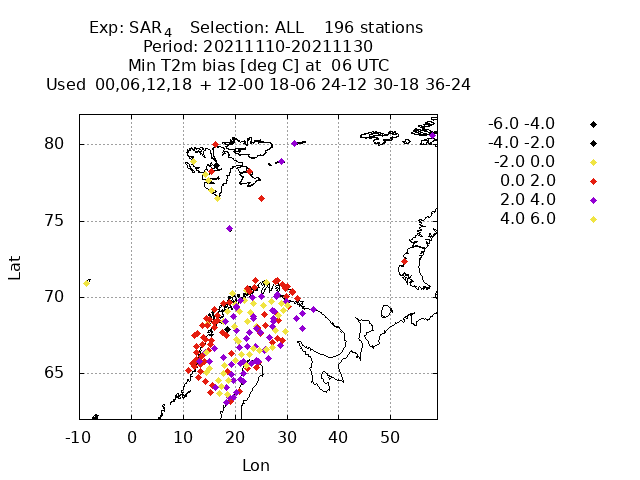 Exp: SAR4 Selection: ALL 196 stations
Period: 20211110-20211130
Min T2m bias [deg C] at 06 UTC
Used 00,06,12,18 + 12-00 18-06 24-12 30-18 36-24
-6.0 -4.0
-4.0 -2.0
-2.0 0.0
0.0 2.0
2.0 4.0
4.0 6.0
80
75
70
65
Lat
-10 0 10 20 30 40 50
Lon